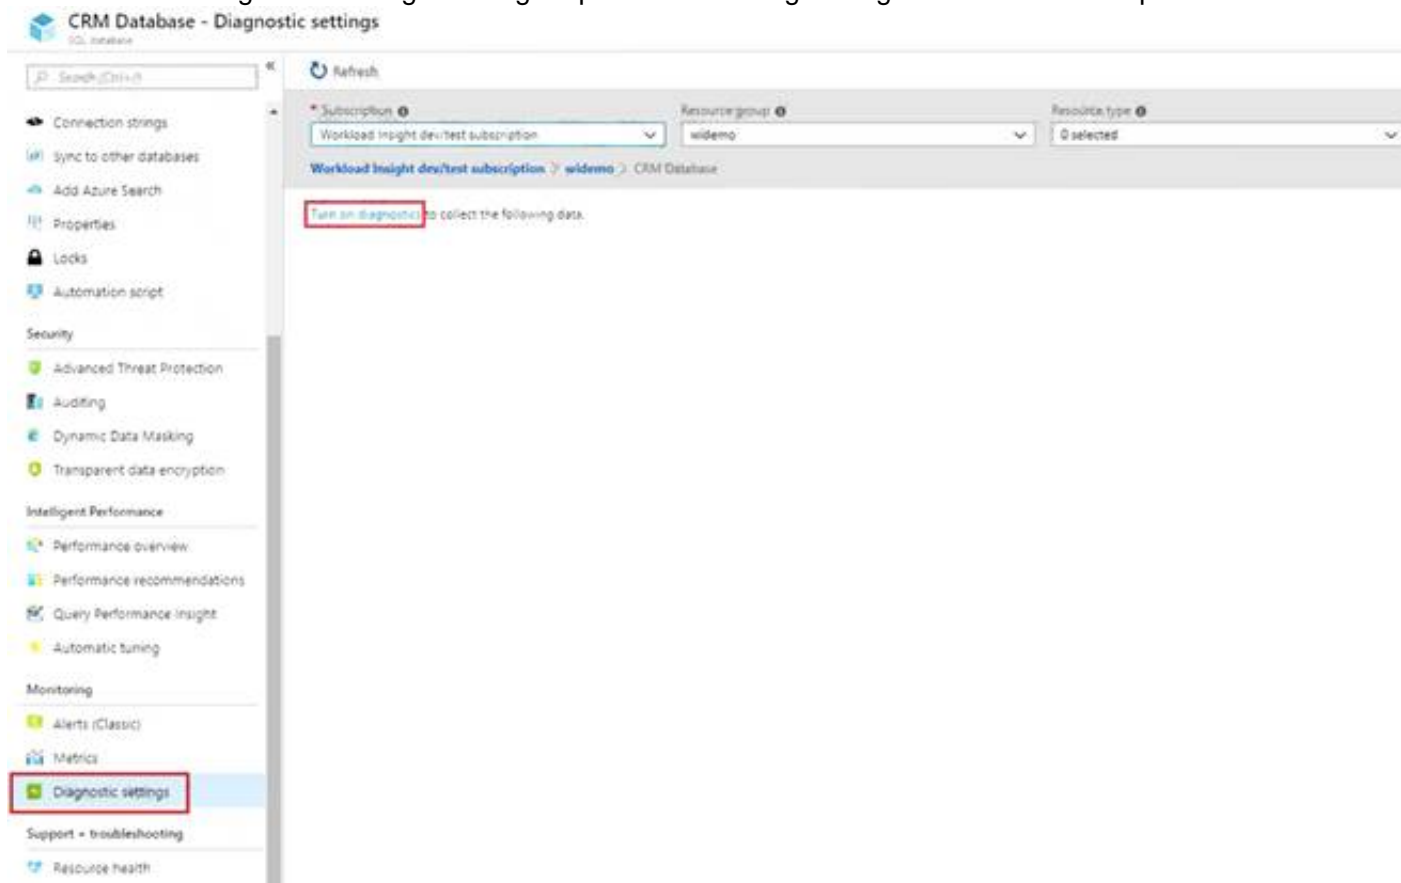 CRM Database - Diagnostic settings
SQL database
Search (Ctrl+/)
«
Refresh
* Subscription
Resource group
Resource type
Workload Insight dev/test subscription
widemo
0 selected
Workload Insight dev/test subscription > widemo > CRM Database
Turn on diagnostics to collect the following data.
Connection strings
Sync to other databases
Add Azure Search
Properties
Locks
Automation script
Security
Advanced Threat Protection
Auditing
Dynamic Data Masking
Transparent data encryption
Intelligent Performance
Performance overview
Performance recommendations
Query Performance Insight
Automatic tuning
Monitoring
Alerts (Classic)
Metrics
Diagnostic settings
Support + troubleshooting
Resource health